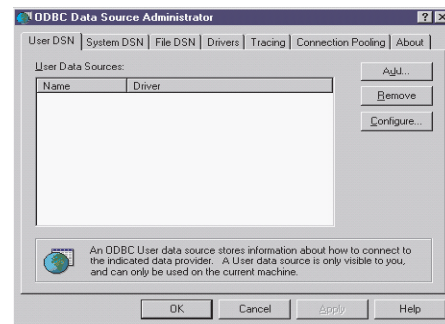 ODBC Data Source Administrator
User DSN System DSN File DSN Drivers Tracing Connection Pooling About
User Data Sources:
Name Driver
Add...
Remove
Configure...
An ODBC User data source stores information about how to connect to
the indicated data provider. A User data source is only visible to you,
and can only be used on the current machine.
OK Cancel Apply Help